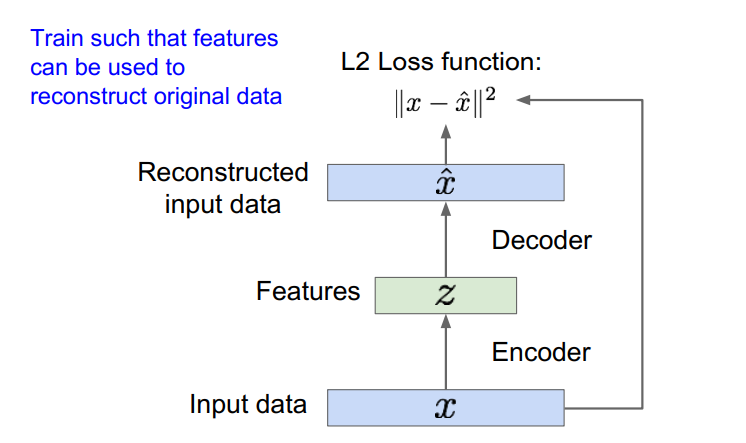 Train such that features
can be used to
reconstruct original data
L2 Loss function:
‖x − x̂‖²
Reconstructed
input data
x̂
Decoder
Features
z
Encoder
Input data
x